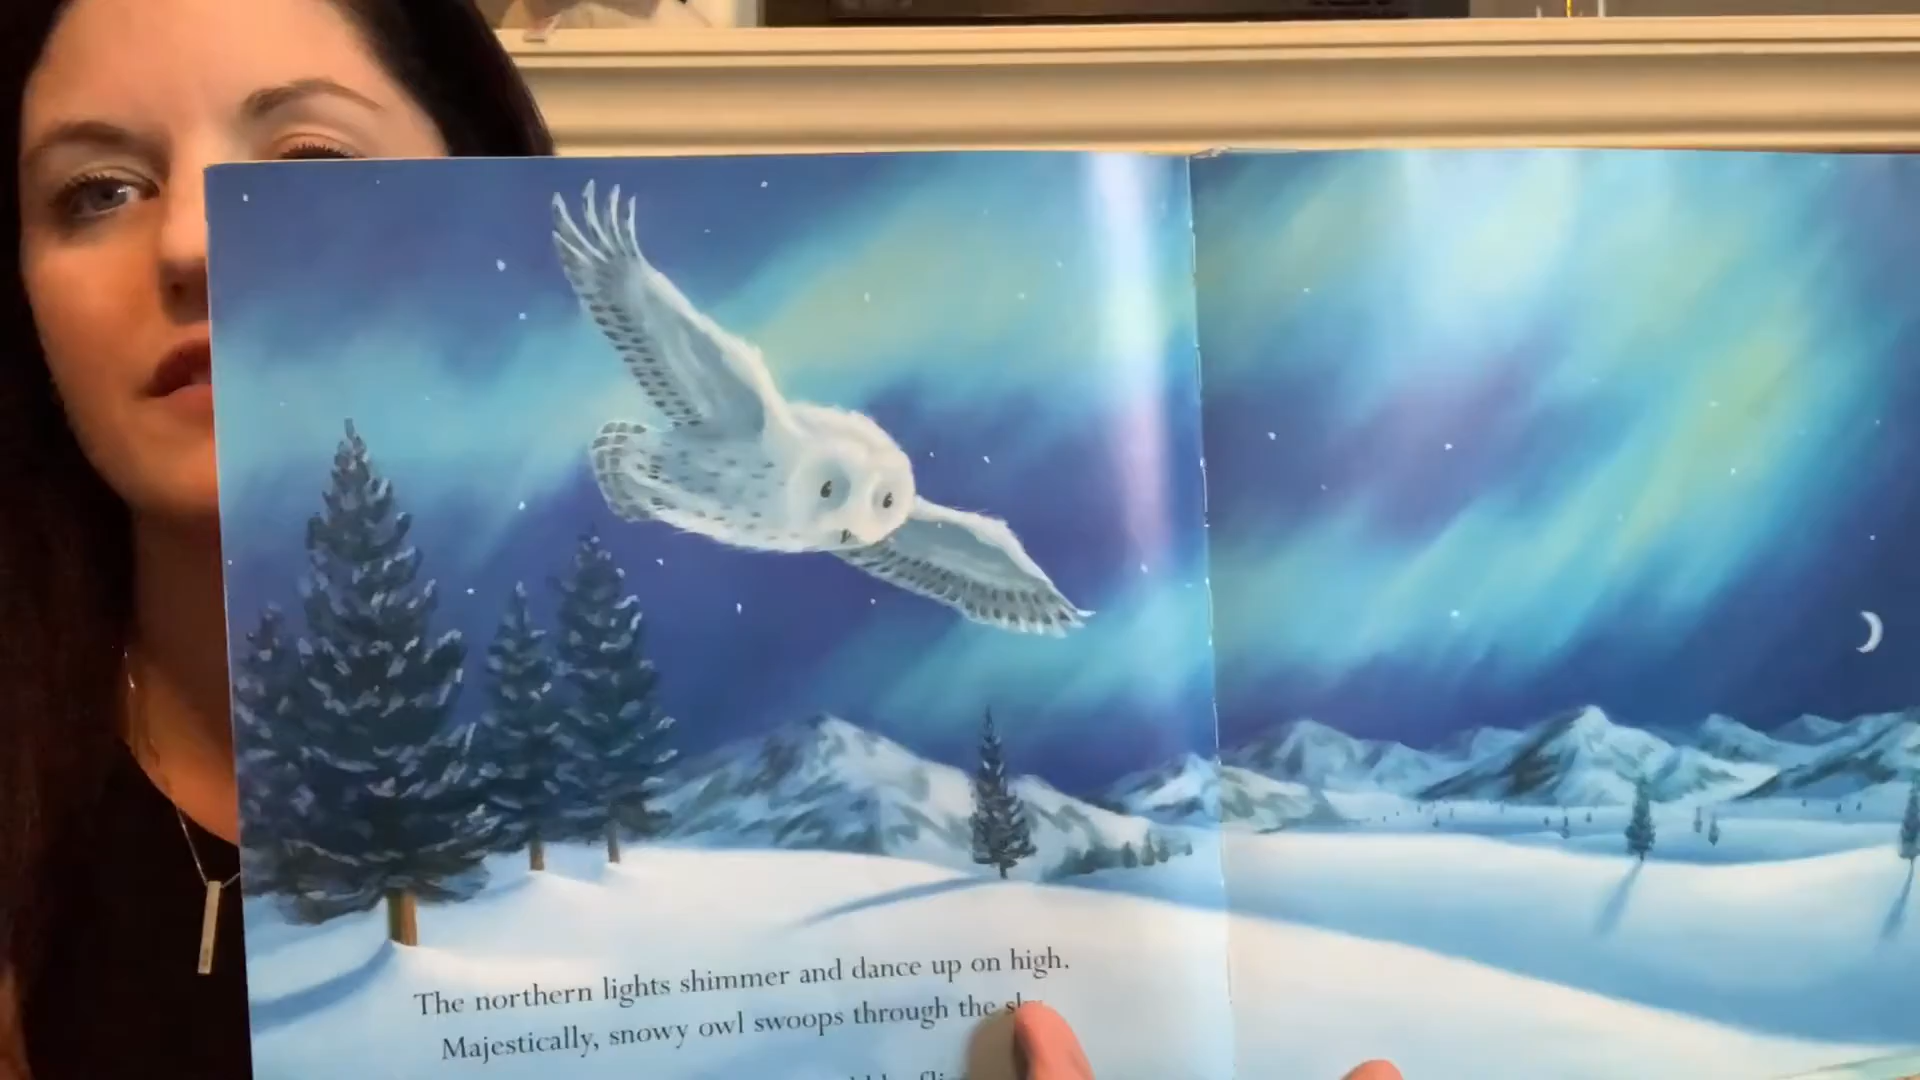 The northern lights shimmer and dance up on high.
Majestically, snowy owl swoops through the